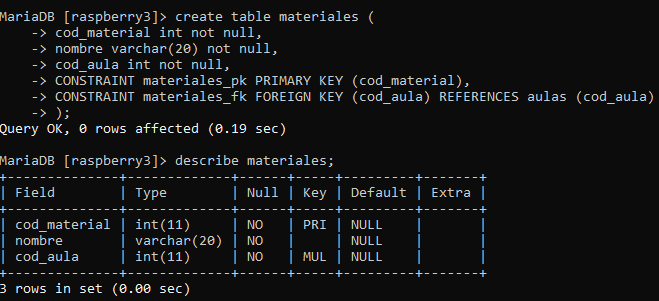 MariaDB [raspberry3]> create table materiales (
    -> cod_material int not null,
    -> nombre varchar(20) not null,
    -> cod_aula int not null,
    -> CONSTRAINT materiales_pk PRIMARY KEY (cod_material),
    -> CONSTRAINT materiales_fk FOREIGN KEY (cod_aula) REFERENCES aulas (cod_aula)
    -> );
Query OK, 0 rows affected (0.19 sec)

MariaDB [raspberry3]> describe materiales;
+--------------+-------------+------+-----+---------+-------+
| Field        | Type        | Null | Key | Default | Extra |
+--------------+-------------+------+-----+---------+-------+
| cod_material | int(11)     | NO   | PRI | NULL    |       |
| nombre       | varchar(20) | NO   |     | NULL    |       |
| cod_aula     | int(11)     | NO   | MUL | NULL    |       |
+--------------+-------------+------+-----+---------+-------+
3 rows in set (0.00 sec)